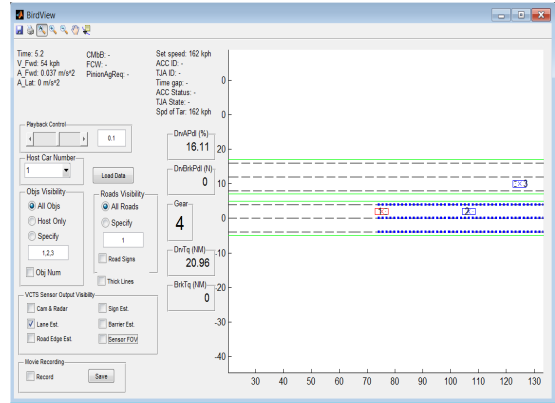 BirdView
Time: 5.2
V_Fwd: 54 kph
A_Fwd: 0.037 m/s^2
A_Lat: 0 m/s^2
CMbB: -
FCW: -
PinionAgReq: -
Set speed: 162 kph
ACC ID: -
TJA ID: -
Time gap: -
ACC Status: -
TJA State: -
Spd of Tar: 162 kph
Playback Control
0.1
Host Car Number
1
Load Data
Objs Visibility
All Objs
Host Only
Specify
1,2,3
Obj Num
Roads Visibility
All Roads
Specify
1
Road Signs
Thick Lines
VCTS Sensor Output Visibility
Cam & Radar
Sign Est.
Lane Est.
Barrier Est.
Road Edge Est.
Sensor FOV
Movie Recording
Record
Save
DrvAPdl (%)
16.11
DrvBrkPdl (N)
0
Gear
4
DrvTq (NM)
20.96
BrkTq (NM)
0
0
0
20
10
0
-10
-20
-30
-40
30 40 50 60 70 80 90 100 110 120 130
1
2
3